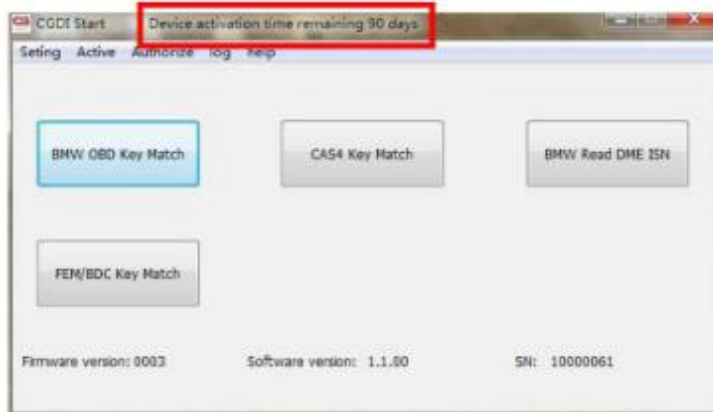 CGDI Start Device activation time remaining 90 days
Seting Active Authorize log help
BMW OBD Key Match CAS4 Key Match BMW Read DME ISN
FEM/BDC Key Match
Firmware version: 0003 Software version: 1.1.00 SN: 10000061